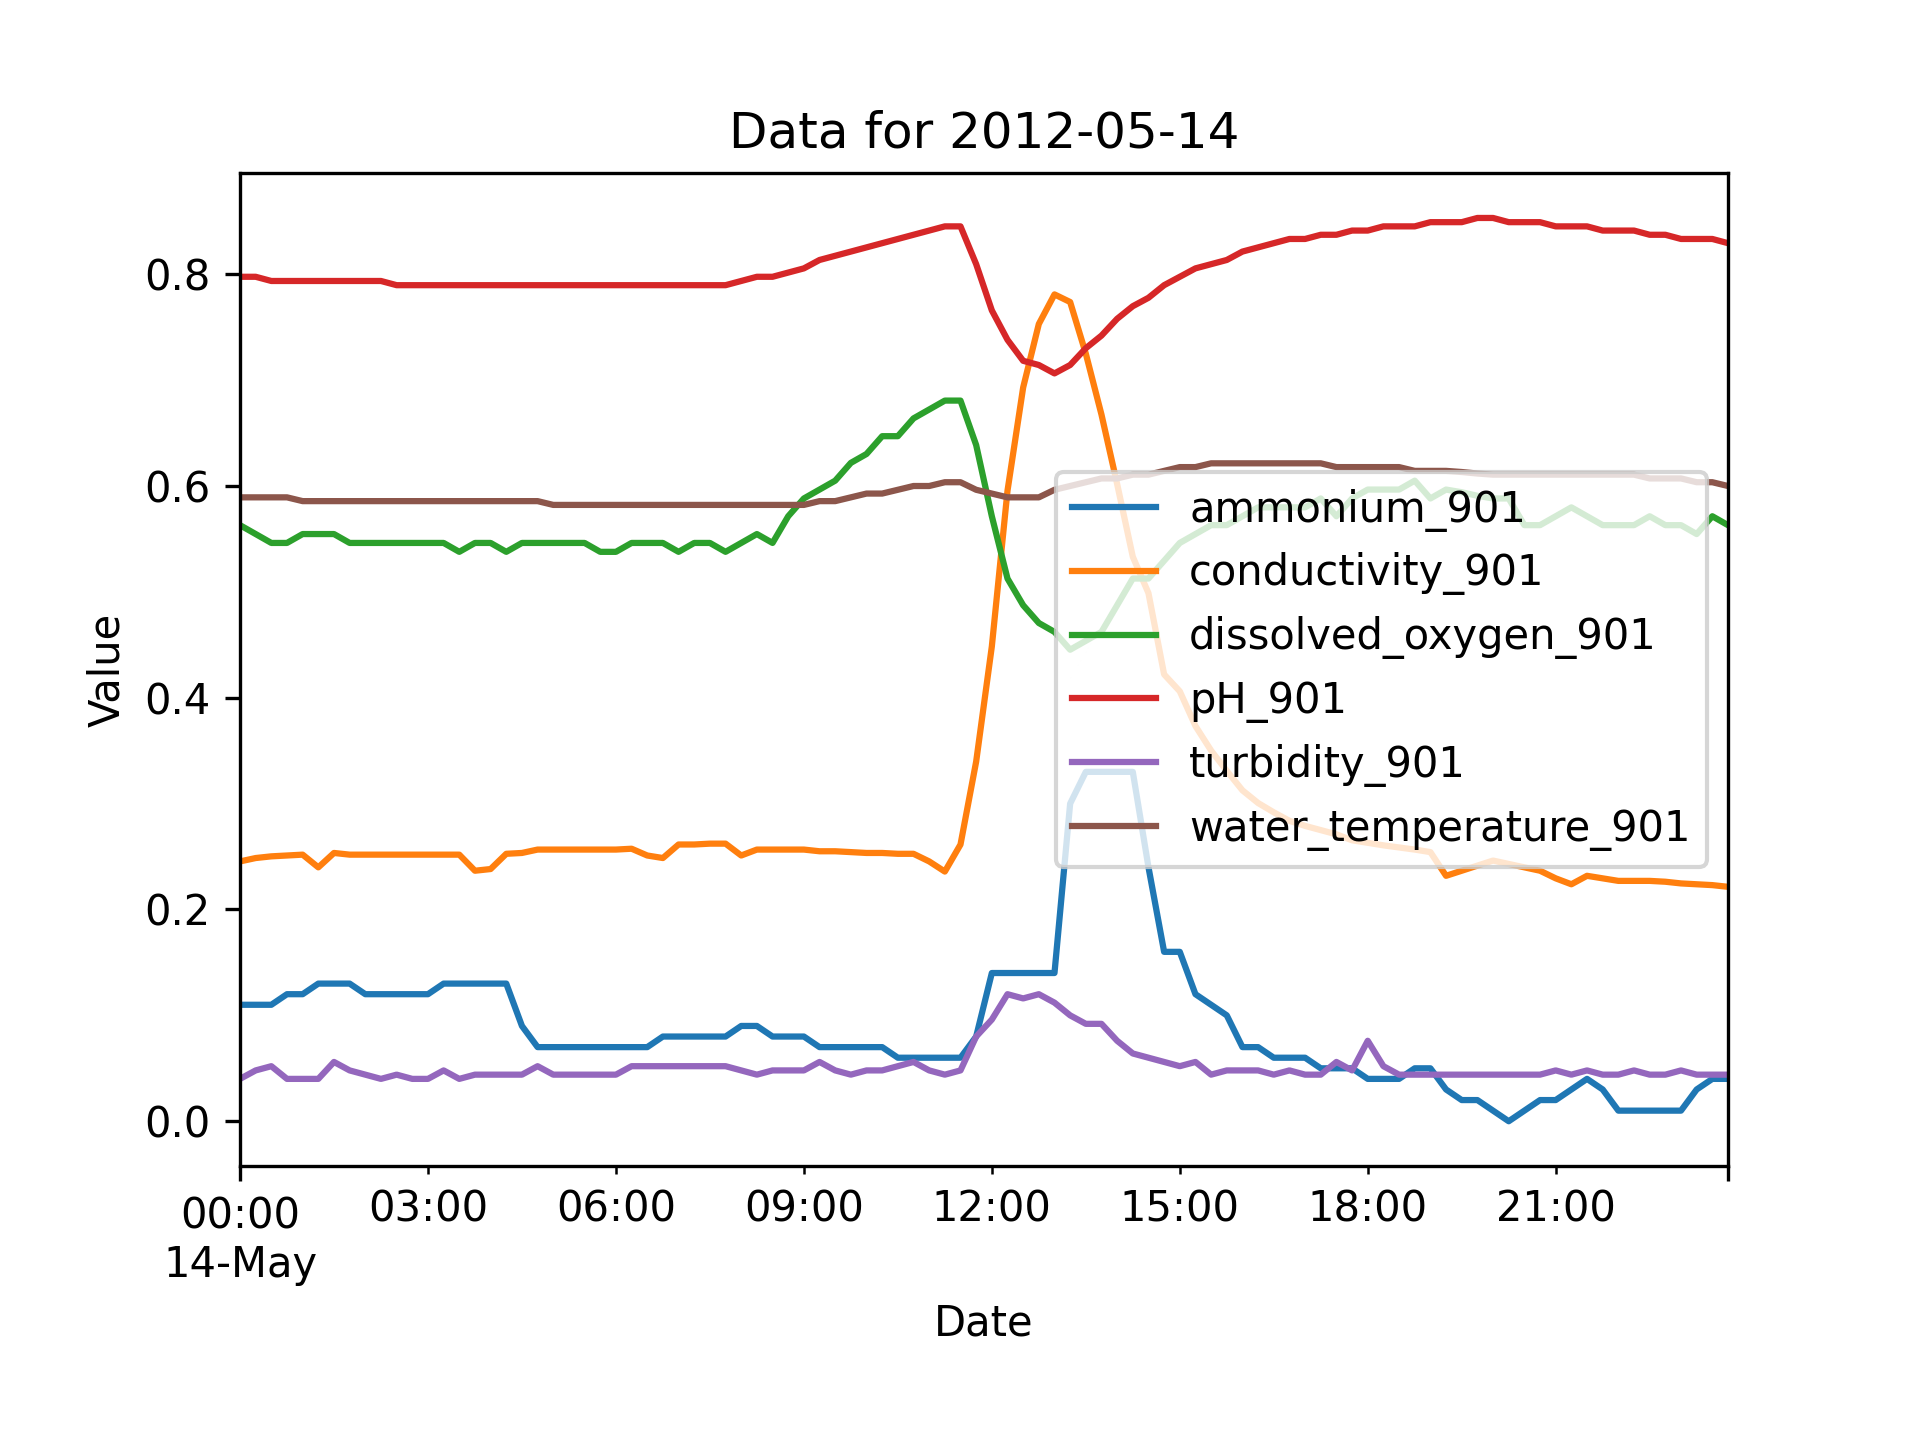 Data for 2012-05-14
Value
0.8
0.6
0.4
0.2
0.0
ammonium_901
conductivity_901
dissolved_oxygen_901
pH_901
turbidity_901
water_temperature_901
00:00 03:00 06:00 09:00 12:00 15:00 18:00 21:00
14-May
Date